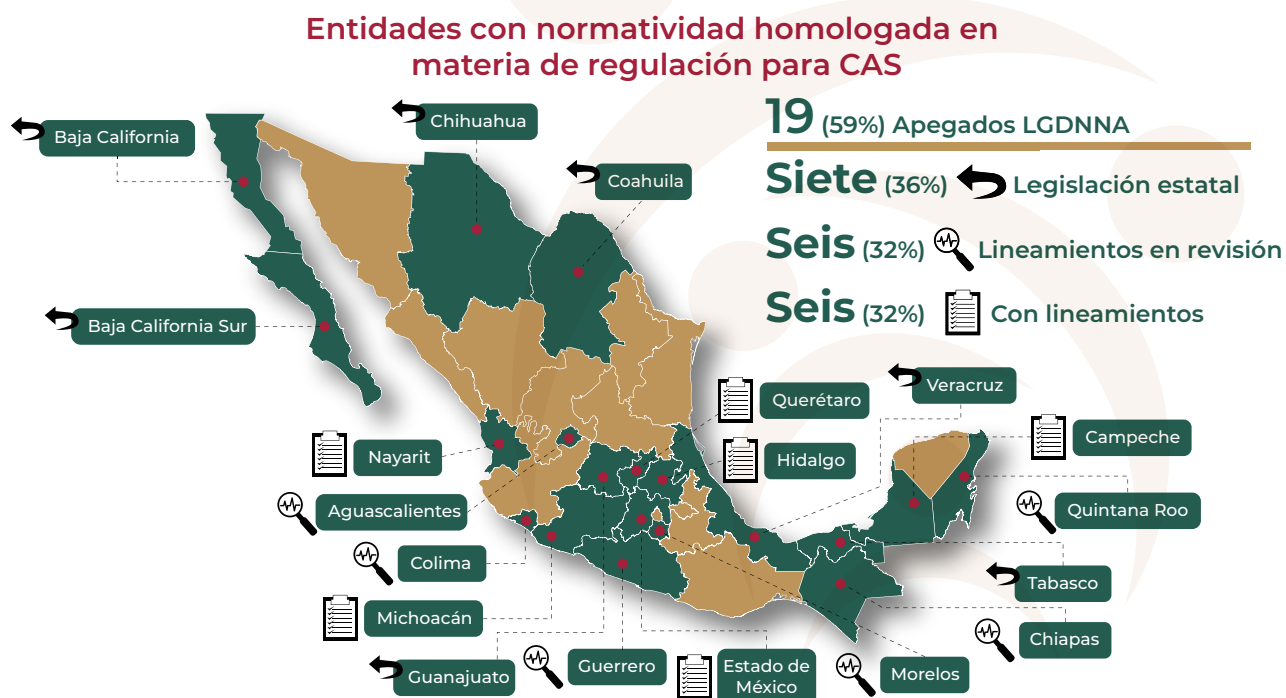 Entidades con normatividad homologada en
materia de regulación para CAS
19 (59%) Apegados LGDNNA
Siete (36%) Legislación estatal
Seis (32%) Lineamientos en revisión
Seis (32%) Con lineamientos
Baja California
Chihuahua
Coahuila
Baja California Sur
Querétaro
Veracruz
Nayarit
Hidalgo
Campeche
Aguascalientes
Quintana Roo
Colima
Tabasco
Michoacán
Chiapas
Guanajuato
Guerrero
Estado de
México
Morelos